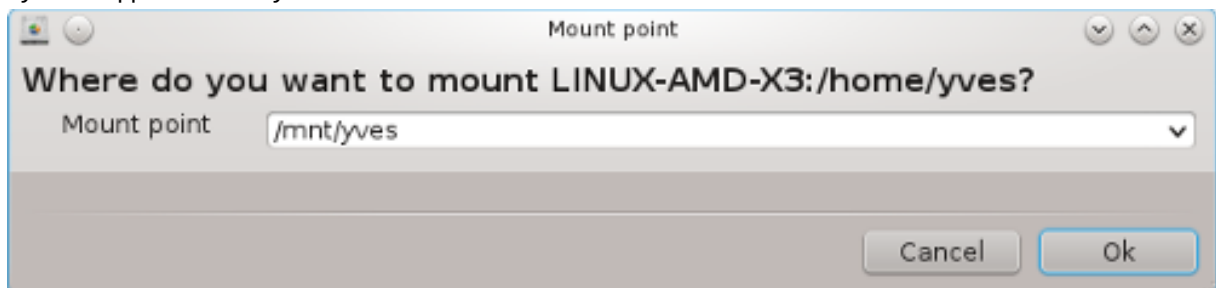 Mount point
Where do you want to mount LINUX-AMD-X3:/home/yves?
Mount point /mnt/yves
Cancel Ok